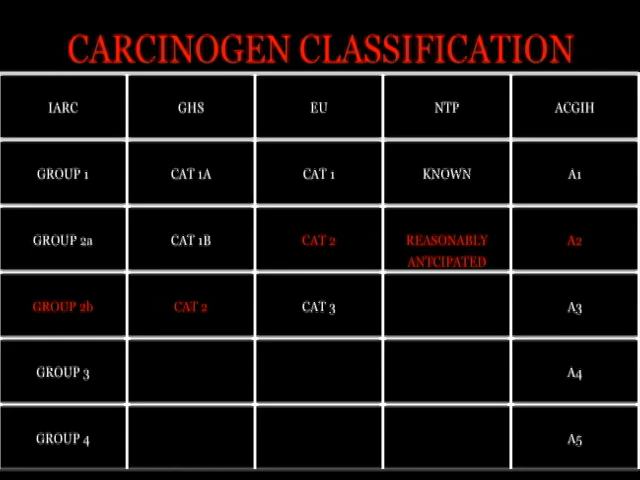 CARCINOGEN CLASSIFICATION
IARC GHS EU NTP ACGIH
GROUP 1 CAT 1A CAT 1 KNOWN A1
GROUP 2a CAT 1B CAT 2 REASONABLY ANTCIPATED A2
GROUP 2b CAT 2 CAT 3 A3
GROUP 3 A4
GROUP 4 A5